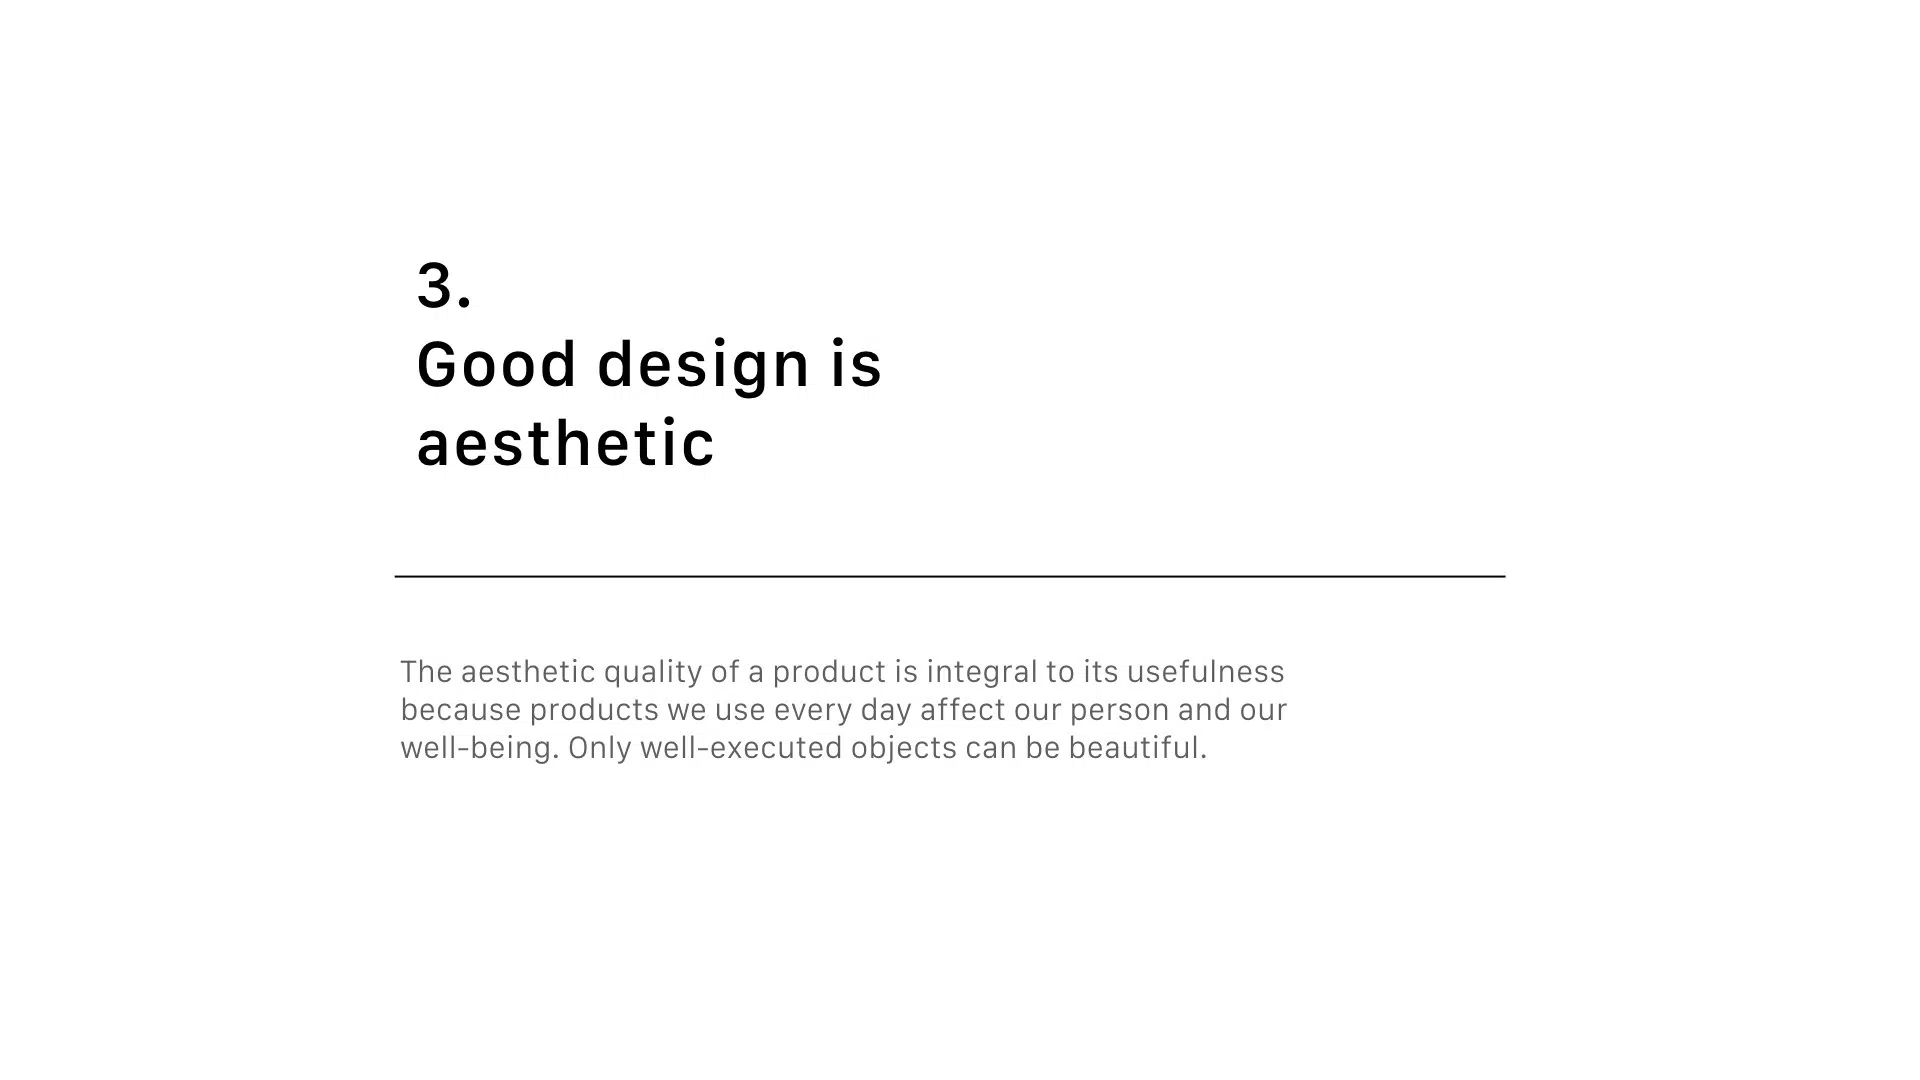 3.
Good design is
aesthetic
The aesthetic quality of a product is integral to its usefulness
because products we use every day affect our person and our
well-being. Only well-executed objects can be beautiful.